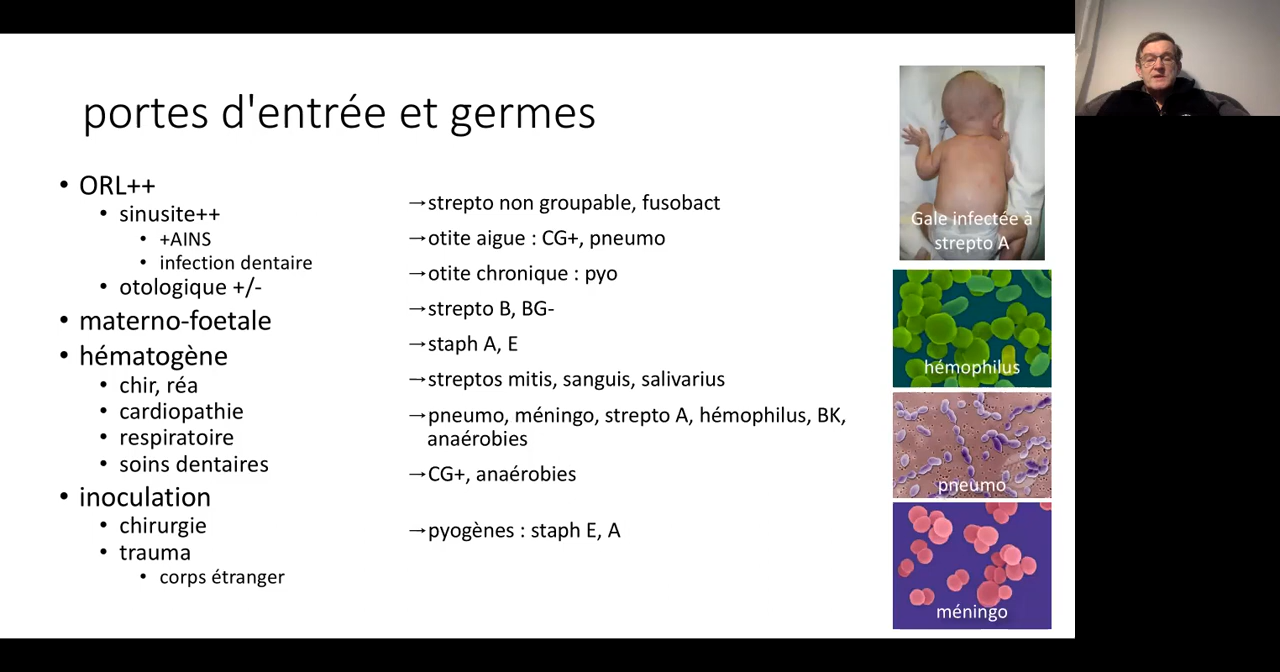 portes d'entrée et germes
• ORL++
• sinusite++
• +AINS
• infection dentaire
• otologique +/-
• materno-foetale
• hématogène
• chir, réa
• cardiopathie
• respiratoire
• soins dentaires
• inoculation
• chirurgie
• trauma
• corps étranger
→strepto non groupable, fusobact
→otite aigue : CG+, pneumo
→otite chronique : pyo
→strepto B, BG-
→staph A, E
→streptos mitis, sanguis, salivarius
→pneumo, méningo, strepto A, hémophilus, BK,
anaérobies
→CG+, anaérobies
→pyogènes : staph E, A
Gale infectée à
strepto A
hémophilus
pneumo
méningo